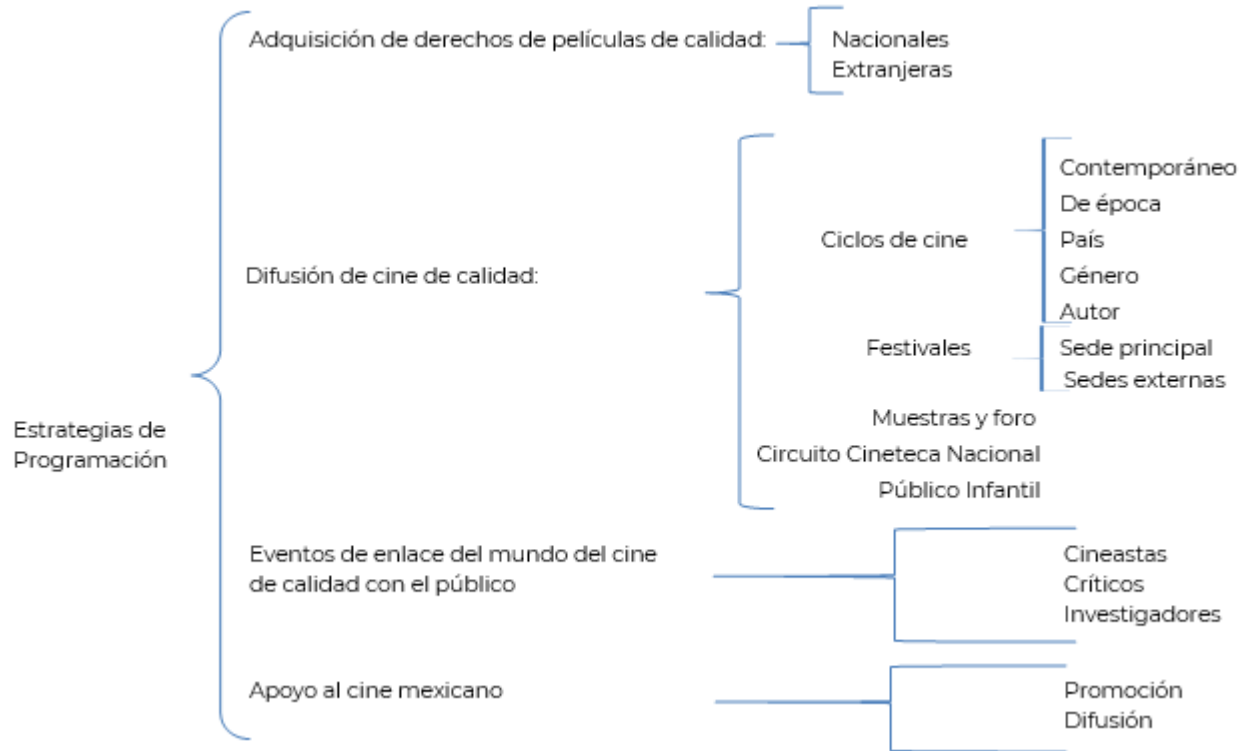 Estrategias de
Programación
Adquisición de derechos de películas de calidad:
Nacionales
Extranjeras
Difusión de cine de calidad:
Ciclos de cine
Contemporáneo
De época
País
Género
Autor
Festivales
Sede principal
Sedes externas
Muestras y foro
Circuito Cineteca Nacional
Público Infantil
Eventos de enlace del mundo del cine
de calidad con el público
Cineastas
Críticos
Investigadores
Apoyo al cine mexicano
Promoción
Difusión